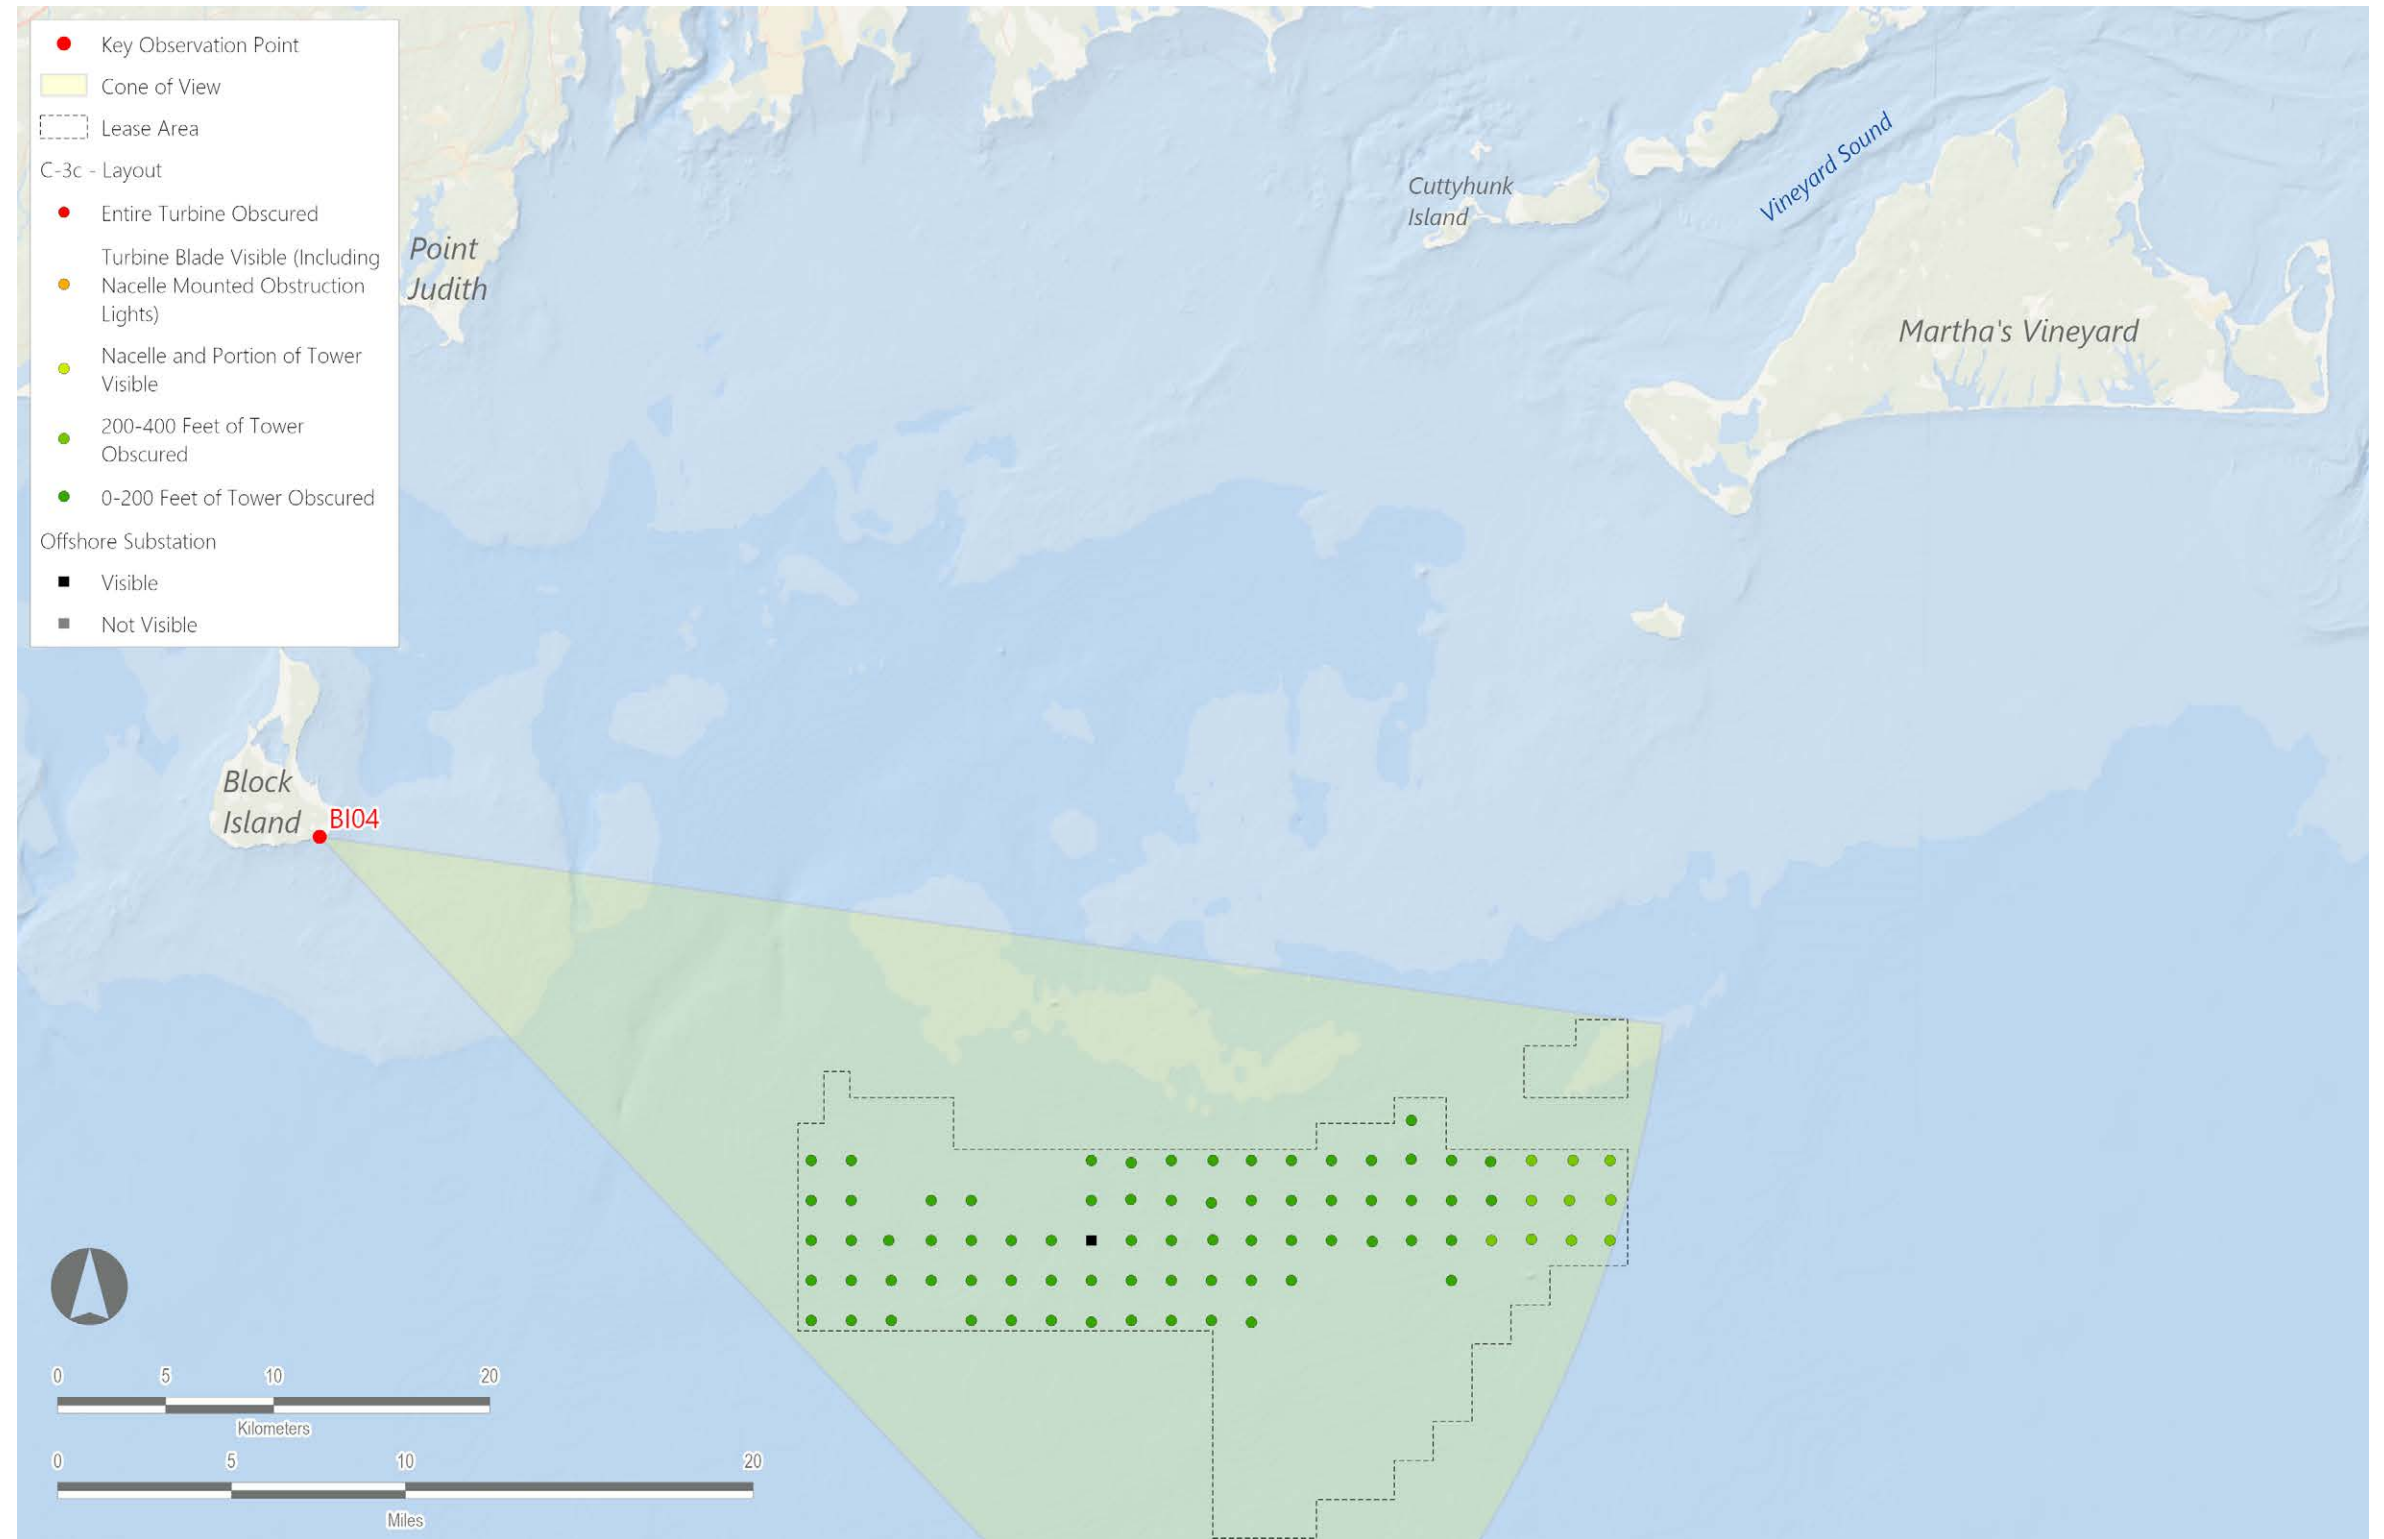 Key Observation Point
Cone of View
Lease Area
C-3c - Layout
Entire Turbine Obscured
Turbine Blade Visible (Including
Nacelle Mounted Obstruction
Lights)
Nacelle and Portion of Tower
Visible
200-400 Feet of Tower
Obscured
0-200 Feet of Tower Obscured
Offshore Substation
Visible
Not Visible
Point
Judith
Cuttyhunk
Island
Vineyard Sound
Martha's Vineyard
Block
Island
BI04
0 5 10 20
Kilometers
0 5 10 20
Miles